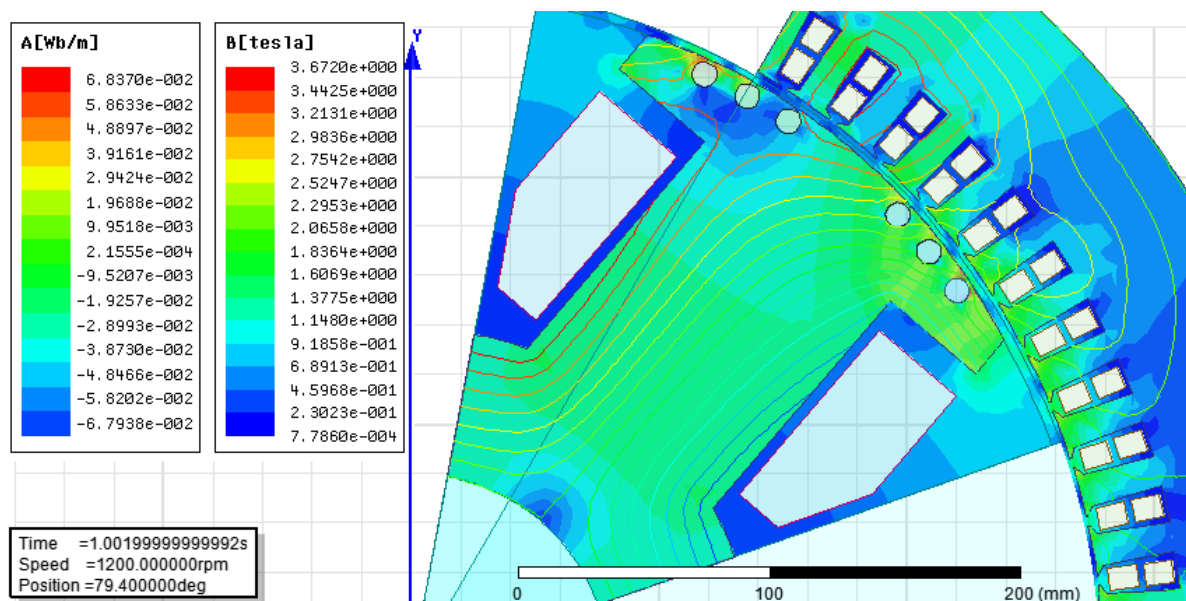 A[Wb/m]
6.8370e-002
5.8633e-002
4.8897e-002
3.9161e-002
2.9424e-002
1.9688e-002
9.9518e-003
2.1555e-004
-9.5207e-003
-1.9257e-002
-2.8993e-002
-3.8730e-002
-4.8466e-002
-5.8202e-002
-6.7938e-002
B[tesla]
3.6720e+000
3.4425e+000
3.2131e+000
2.9836e+000
2.7542e+000
2.5247e+000
2.2953e+000
2.0658e+000
1.8364e+000
1.6069e+000
1.3775e+000
1.1480e+000
9.1858e-001
6.8913e-001
4.5968e-001
2.3023e-001
7.7860e-004
Y
Time =1.00199999999992s
Speed =1200.000000rpm
Position =79.400000deg
0 100 200 (mm)